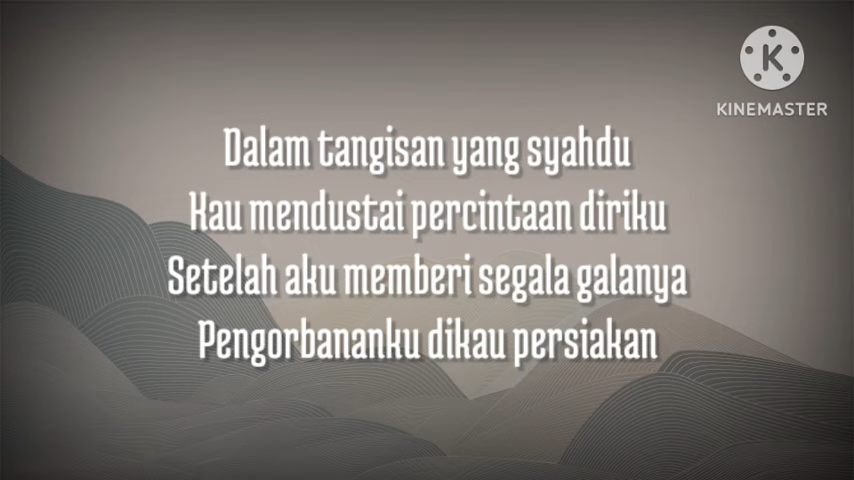 K
KINEMASTER
Dalam tangisan yang syahdu
Kau mendustai percintaan diriku
Setelah aku memberi segala galanya
Pengorbananku dikau persiakan